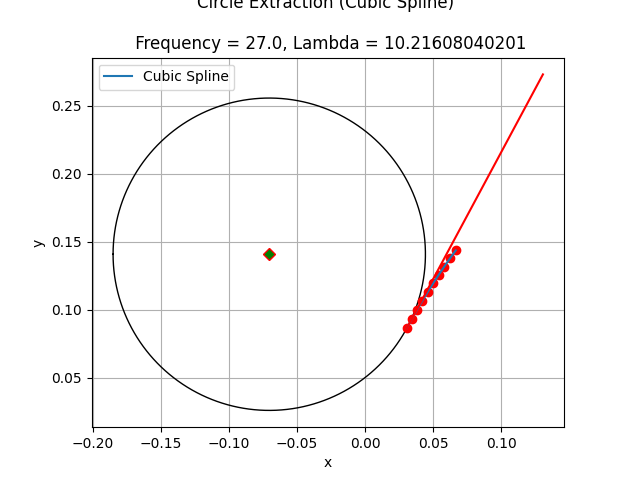 Circle Extraction (Cubic Spline)
Frequency = 27.0, Lambda = 10.21608040201
Cubic Spline
0.25
0.20
0.15
0.10
0.05
y
−0.20 −0.15 −0.10 −0.05 0.00 0.05 0.10
x